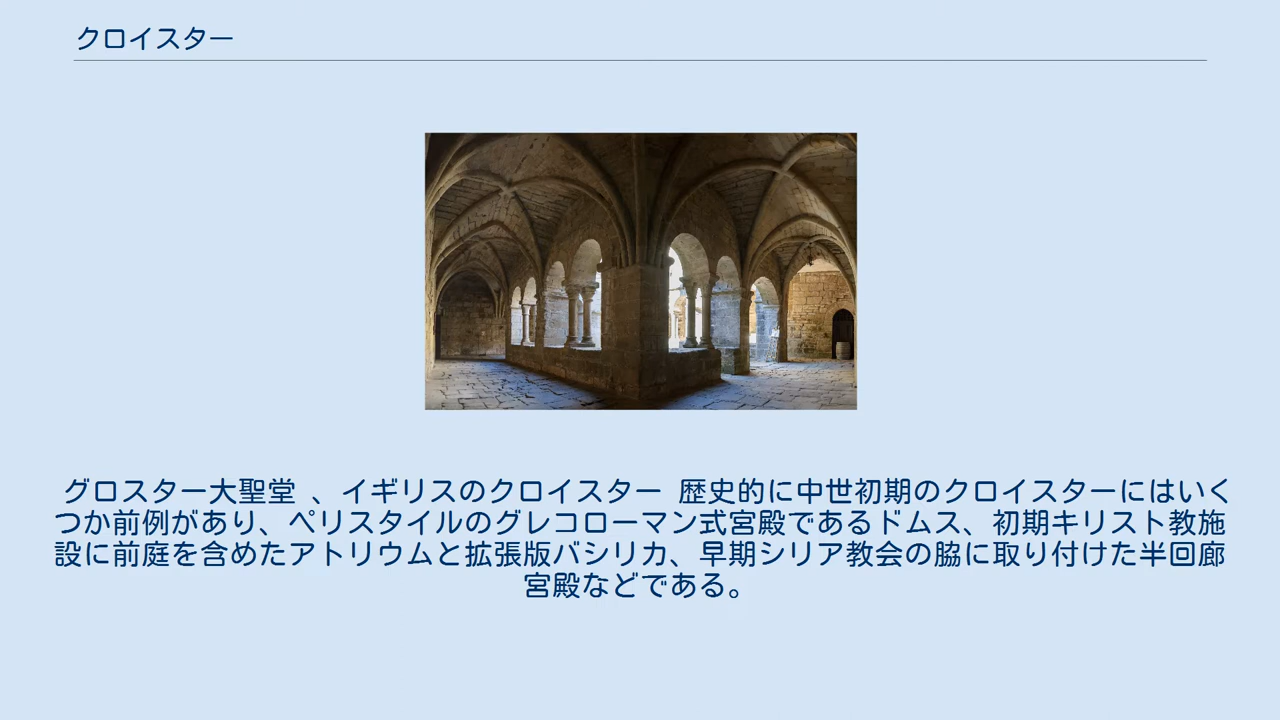 クロイスター
グロスター大聖堂 、イギリスのクロイスター 歴史的に中世初期のクロイスターにはいく
つか前例があり、ペリスタイルのグレコローマン式宮殿であるドムス、初期キリスト教施
設に前庭を含めたアトリウムと拡張版バシリカ、早期シリア教会の脇に取り付けた半回廊
宮殿などである。